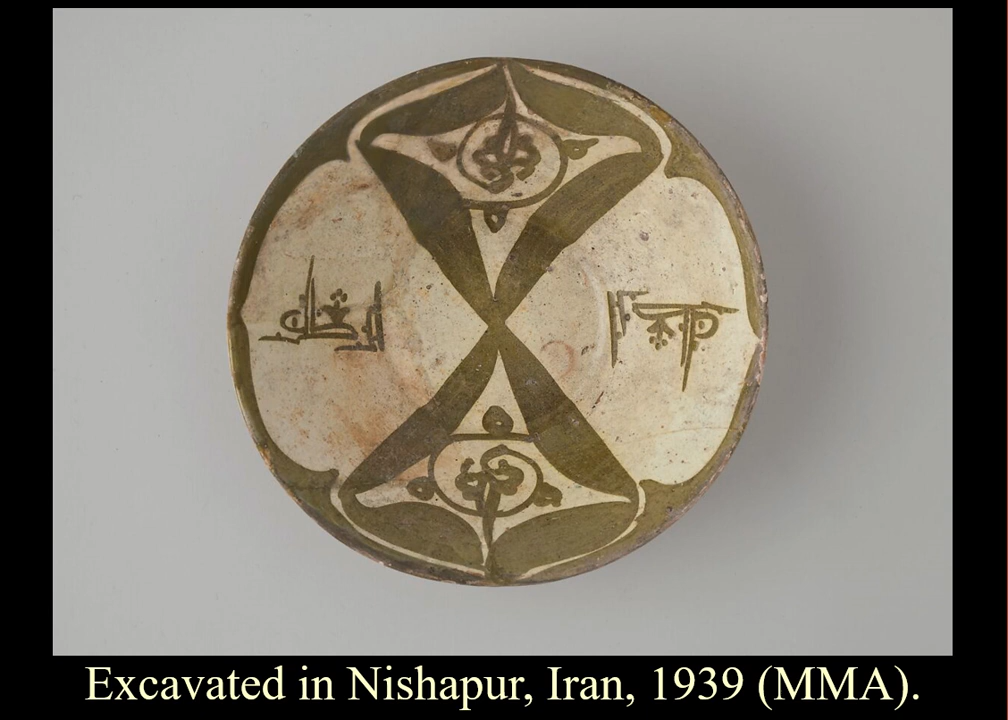 Excavated in Nishapur, Iran, 1939 (MMA).